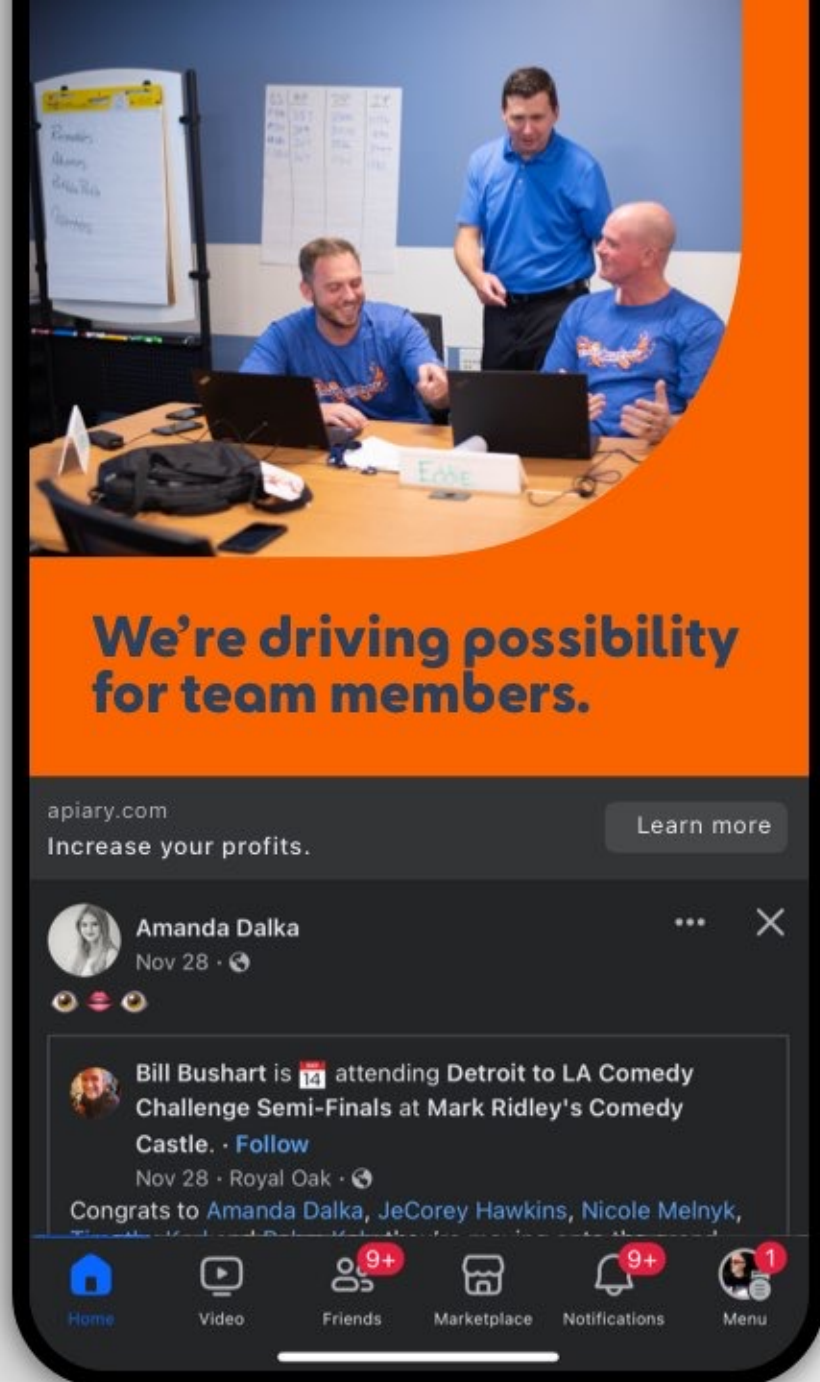 Eddie
We're driving possibility
for team members.
apiary.com
Increase your profits.
Learn more
Amanda Dalka
Nov 28 ·
👁️👄👁️
Bill Bushart is 14 attending Detroit to LA Comedy
Challenge Semi-Finals at Mark Ridley's Comedy
Castle. · Follow
Nov 28 · Royal Oak ·
Congrats to Amanda Dalka, JeCorey Hawkins, Nicole Melnyk,
9+
9+
1
Home
Video
Friends
Marketplace
Notifications
Menu